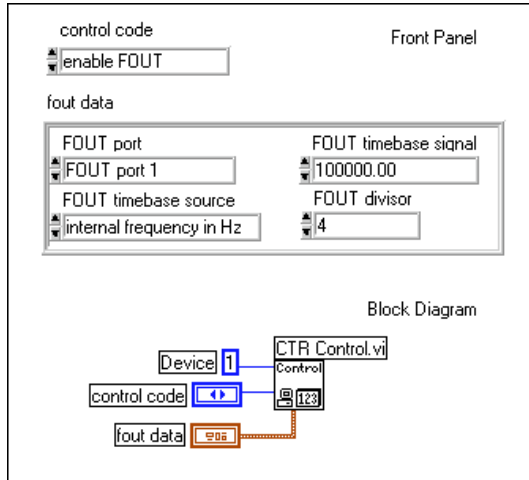 control code
Front Panel
enable FOUT
fout data
FOUT port
FOUT timebase signal
FOUT port 1
100000.00
FOUT timebase source
FOUT divisor
internal frequency in Hz
4
Block Diagram
CTR Control.vi
Device 1
Control
control code
123
fout data